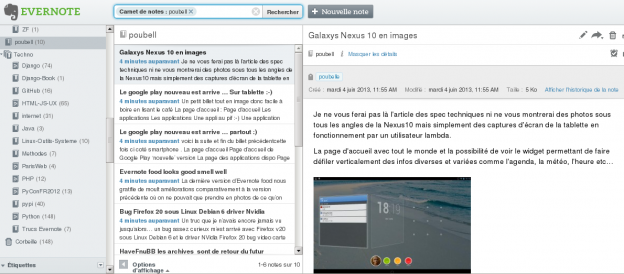 EVERNOTE
Carnet de notes : poubell ×
Rechercher
+ Nouvelle note
ZF (1)
poubell (10)
Techno
Django (74)
Django-Book (1)
GitHub (16)
HTML-JS-UX (65)
internet (31)
Java (3)
Linux-Outils-Systeme (10)
Methodes (7)
ParisWeb (4)
PHP (12)
PyConFR2012 (13)
pypi (40)
Python (148)
Trucs Evernote (7)
Corbeille (148)
Etiquettes
poubell
Galaxys Nexus 10 en images
4 minutes auparavant Je ne vous ferai pas là l'article des spec
techniques ni ne vous montrerai des photos sous tous les angles
de la Nexus10 mais simplement des captures d'écran de la tablette en
Le google play nouveau est arrive ... Sur tablette :-)
4 minutes auparavant Un petit billet tout en image donc facile à
boire en lisant le café La page d'accueil : Page d'accueil des
Applications Les Applications Une appli au pif :-) Une Application
Le google play nouveau est arrive ... partout :)
4 minutes auparavant voici la suite et fin du billet précédentcette
fois ci coté smartphone . La page d'accueil Page d'accueil de
Google Play nouvelle version La page des applications dispo Page
Evernote food looks good smell well
4 minutes auparavant La dernière version d'Evernote food nous
gratifie de moult améliorations comparativement à la version
précédente où on ne pouvait que prendre en photos de ce qu'on
Bug Firefox 20 sous Linux Debian 6 driver Nvidia
4 minutes auparavant Un truc que je n'avais encore jamais vu
jusqu'alors... un bug assez curieux m'est arrivé avec Firefox
v20 sous Linux Debian 6 et le driver NVidia Firefox 20 bug video carte
HaveFnuBB les archives sont de retour du futur
Options
d'affichage
1-6 notes sur 10
Galaxys Nexus 10 en images
poubell
Masquer les détails
poubelle
Créé : mardi 4 juin 2013, 11:55 AM
Modifié : mardi 4 juin 2013, 11:55 AM
Taille : 5 Ko
Afficher l'historique de la note
Je ne vous ferai pas là l'article des spec techniques ni ne vous montrerai des photos sous
tous les angles de la Nexus10 mais simplement des captures d'écran de la tablette en
fonctionnement par un utilisateur lambda.
La page d'accueil avec tout le monde et la possibilité de voir le widget permettant de faire
défiler verticalement des infos diverses et variées comme l'agenda, la météo, l'heure etc...
18